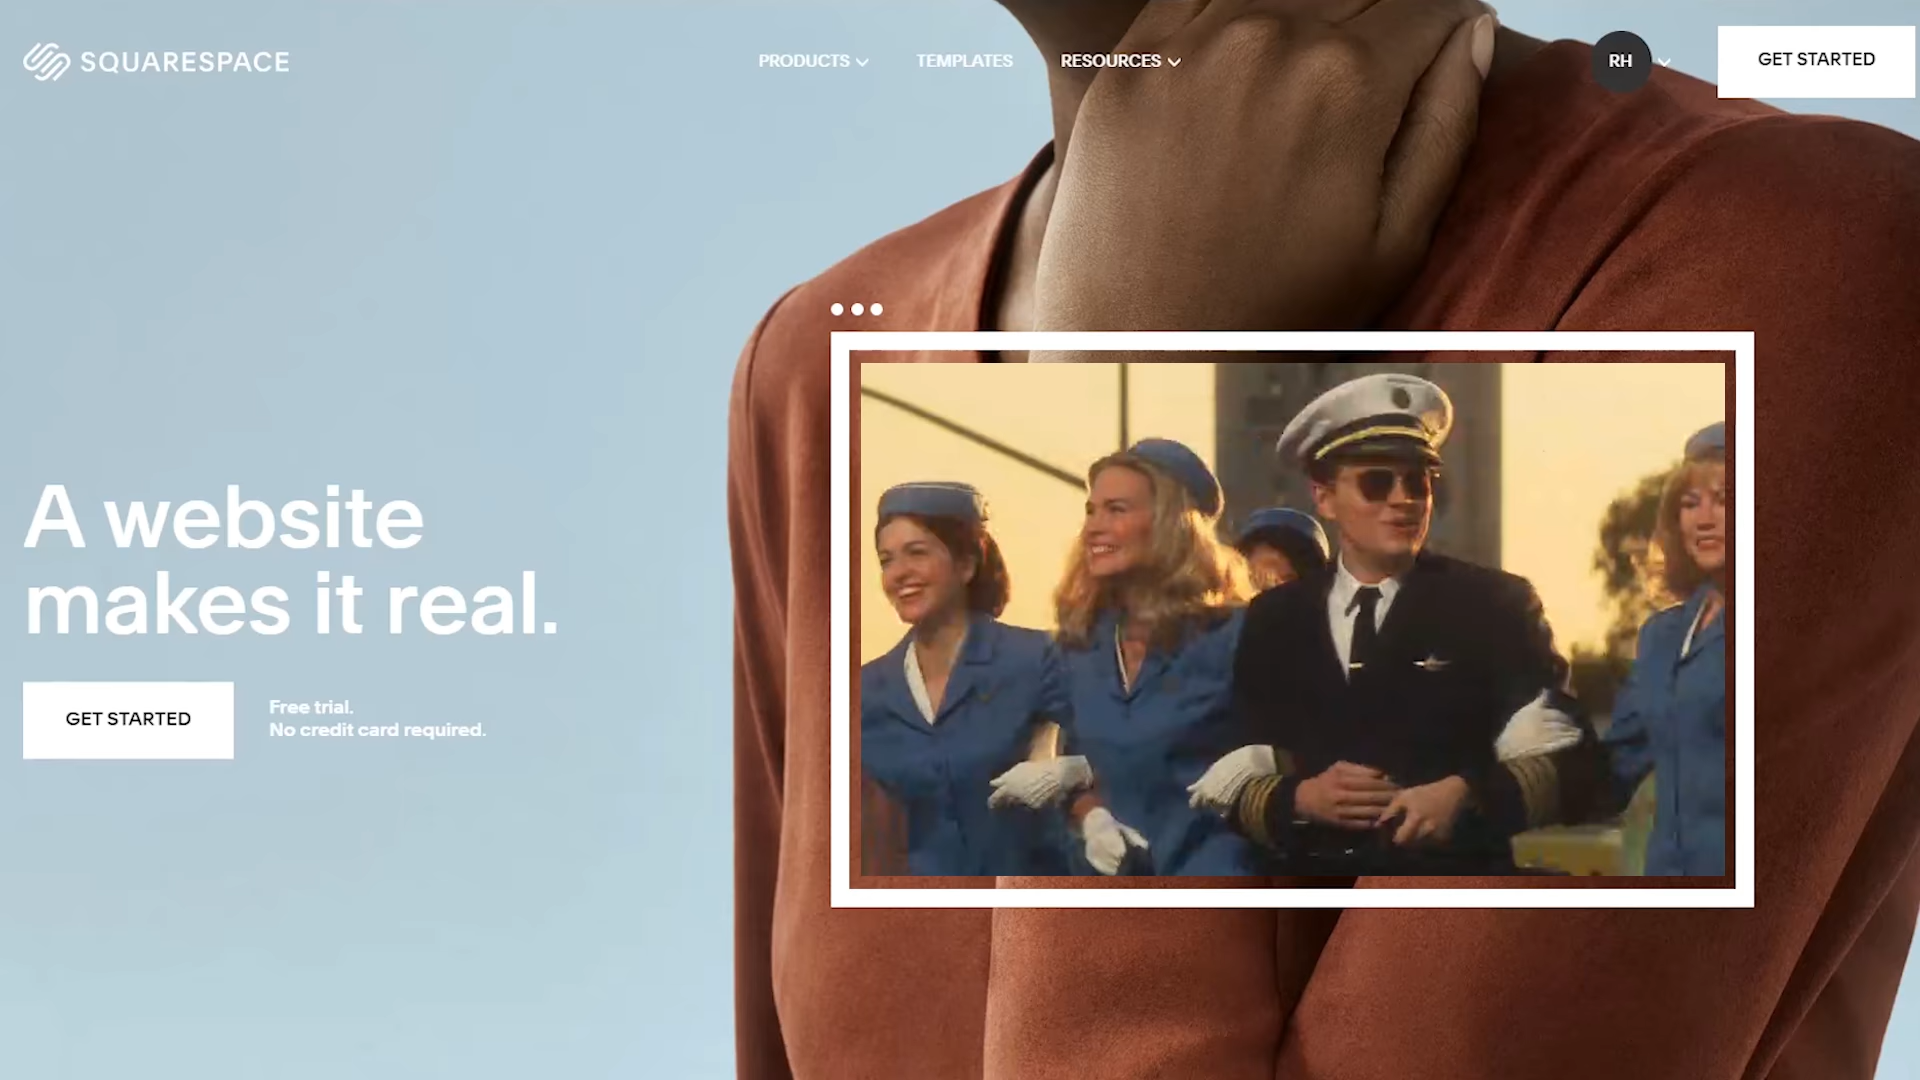 SQUARESPACE
PRODUCTS
TEMPLATES
RESOURCES
RH
GET STARTED
A website
makes it real.
GET STARTED
Free trial.
No credit card required.